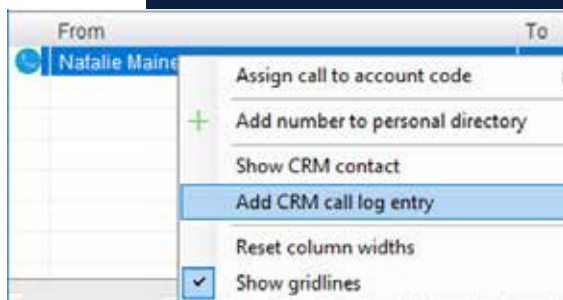 From To
Natalie Maine
Assign call to account code
Add number to personal directory
Show CRM contact
Add CRM call log entry
Reset column widths
Show gridlines